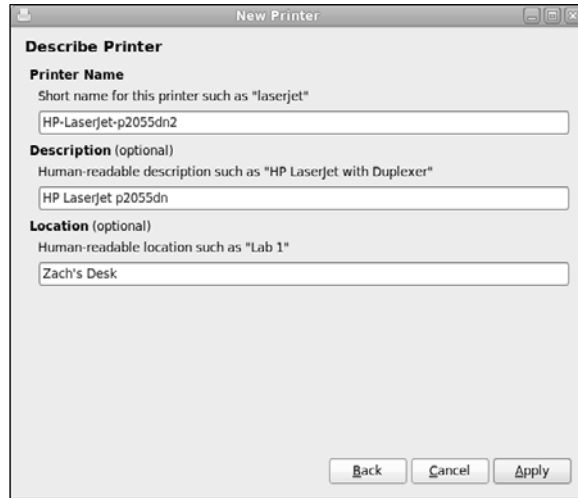 New Printer
Describe Printer
Printer Name
Short name for this printer such as "laserjet"
HP-LaserJet-p2055dn2
Description (optional)
Human-readable description such as "HP LaserJet with Duplexer"
HP LaserJet p2055dn
Location (optional)
Human-readable location such as "Lab 1"
Zach's Desk
Back Cancel Apply